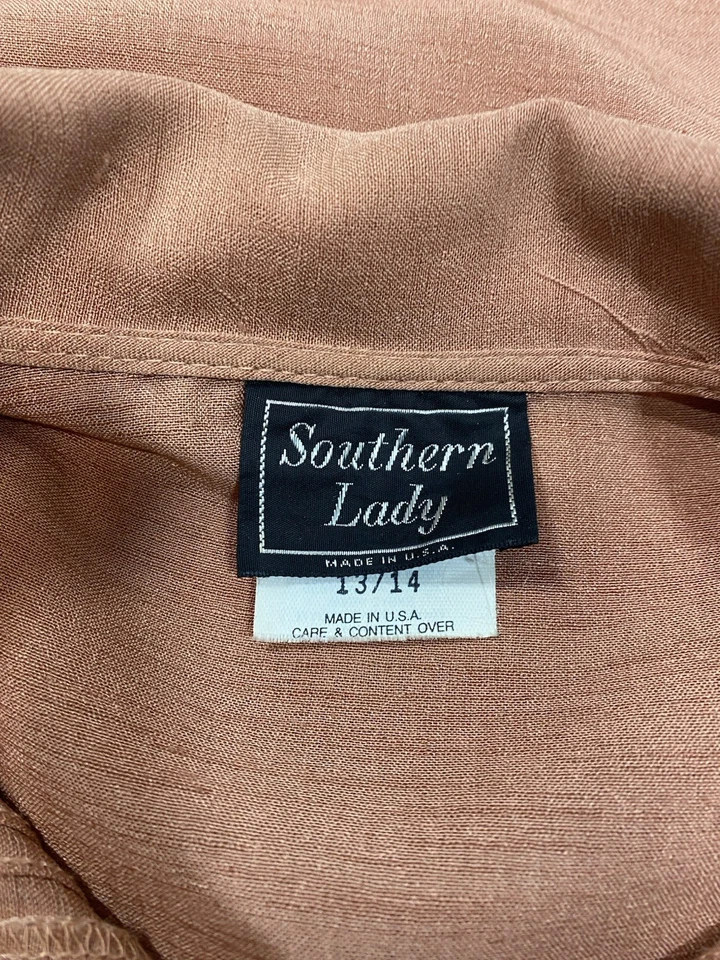 Southern
Lady
MADE IN U.S.A.
13/14
MADE IN U.S.A.
CARE & CONTENT OVER